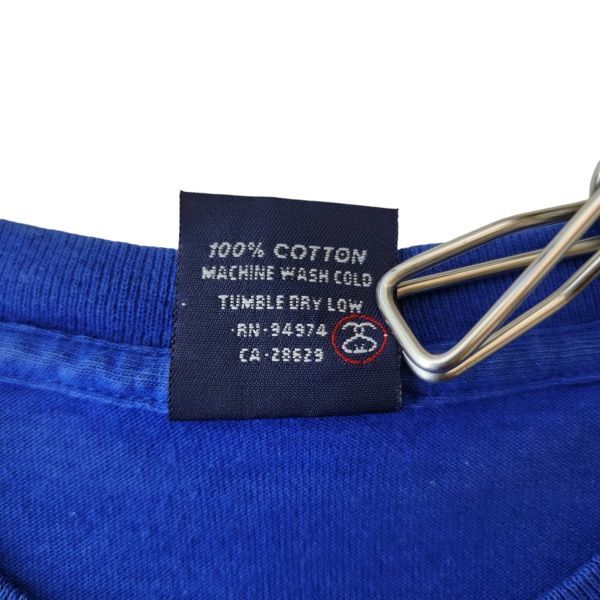 100% COTTON
MACHINE WASH COLD
TUMBLE DRY LOW
·RN·94974
CA·28629